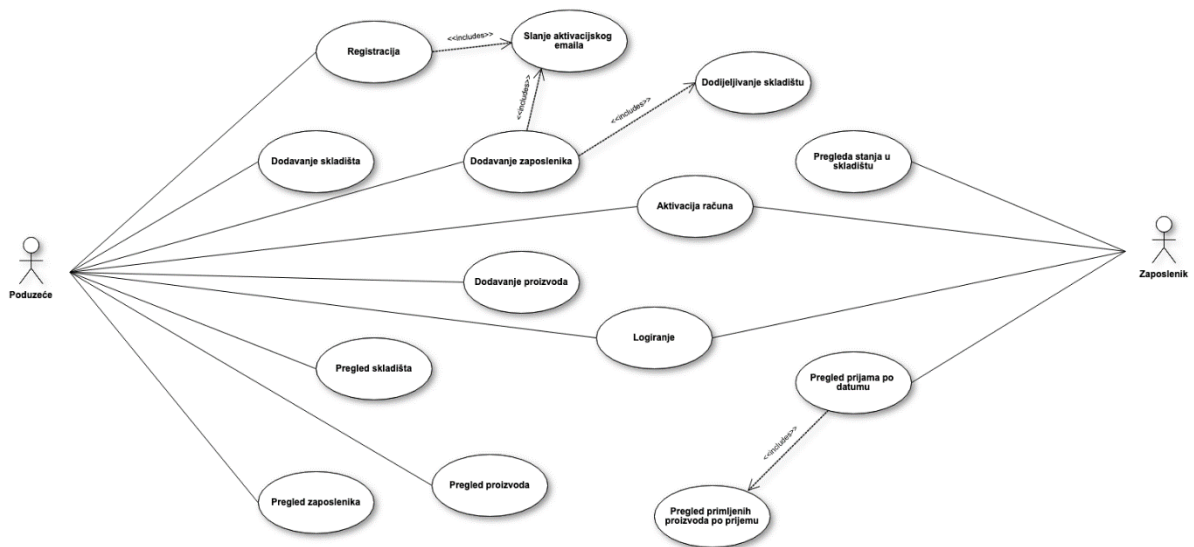 Slanje aktivacijskog
emaila
Registracija
<<includes>>
<<includes>>
<<includes>>
Dodijeljivanje skladištu
Dodavanje skladišta
Dodavanje zaposlenika
Pregleda stanja u
skladištu
Aktivacija računa
Poduzeće
Zaposlenik
Dodavanje proizvoda
Logiranje
Pregled skladišta
Pregled prijama po
datumu
<<includes>>
Pregled zaposlenika
Pregled proizvoda
Pregled primljenih
proizvoda po prijemu